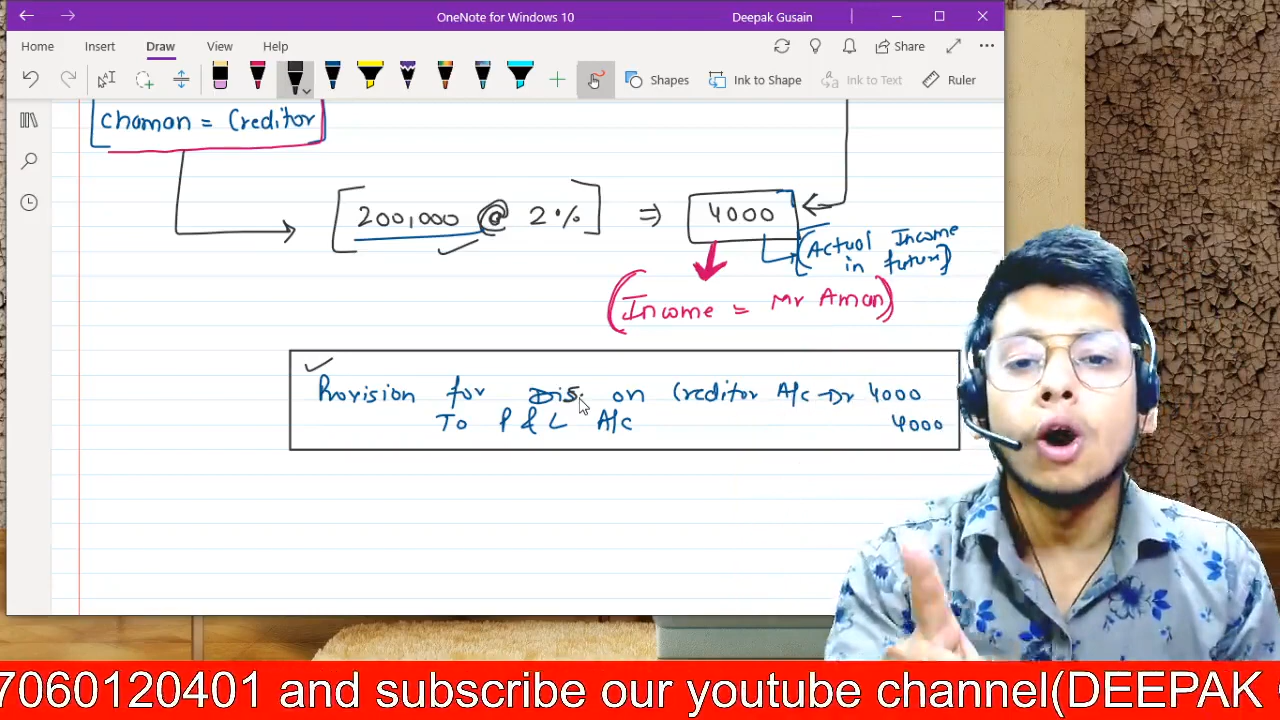 OneNote for Windows 10
Deepak Gusain
Home Insert Draw View Help
Share
Shapes
Ink to Shape
Ink to Text
Ruler
Chaman = Creditor
200,000 @ 2% ⇒ 4000
(Actual Income
in future)
(Income = Mr Aman)
Provision for Dis. on Creditor A/c Dr 4000
To P & L A/c 4000
7060120401 and subscribe our youtube channel(DEEPAK